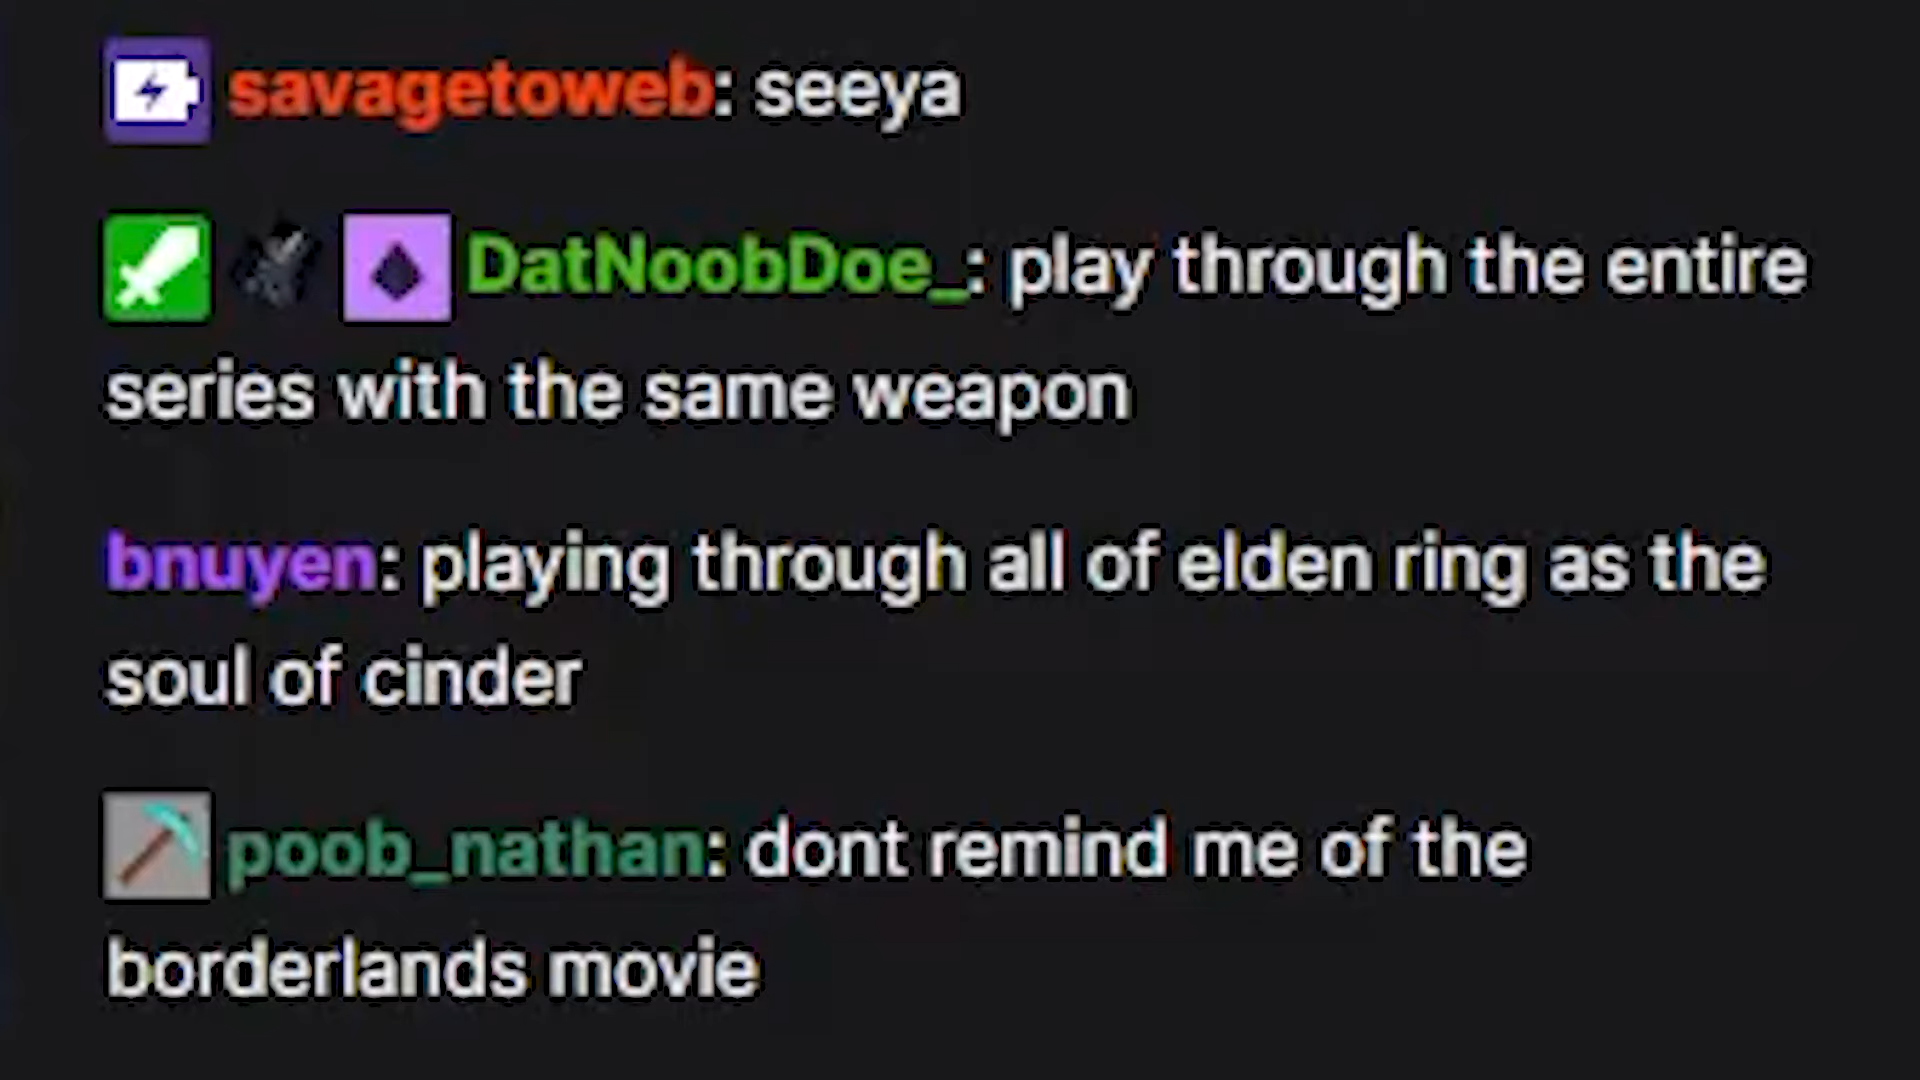 savagetoweb: seeya
DatNoobDoe_: play through the entire
series with the same weapon
bnuyen: playing through all of elden ring as the
soul of cinder
poob_nathan: dont remind me of the
borderlands movie